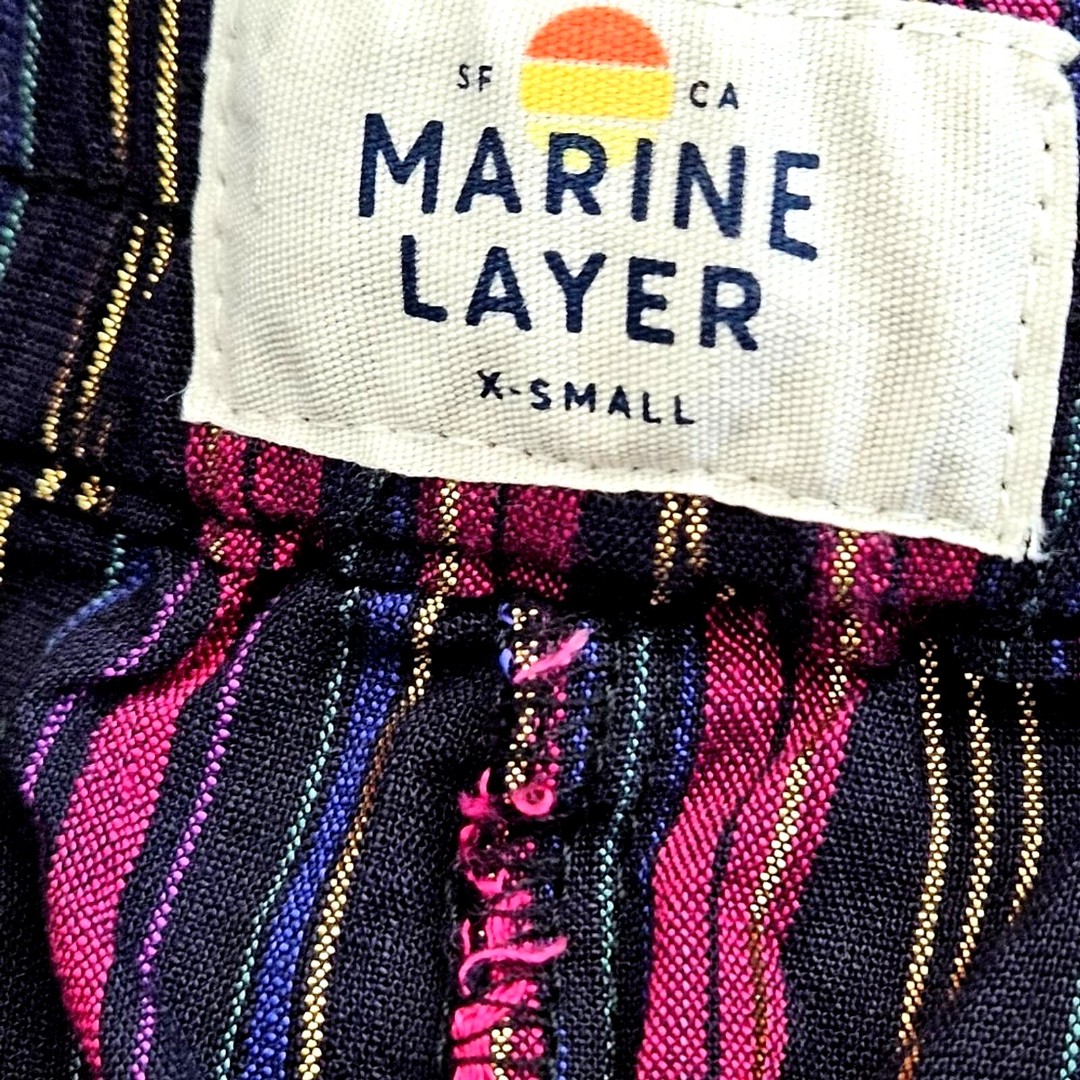 SF CA
MARINE
LAYER
X-SMALL